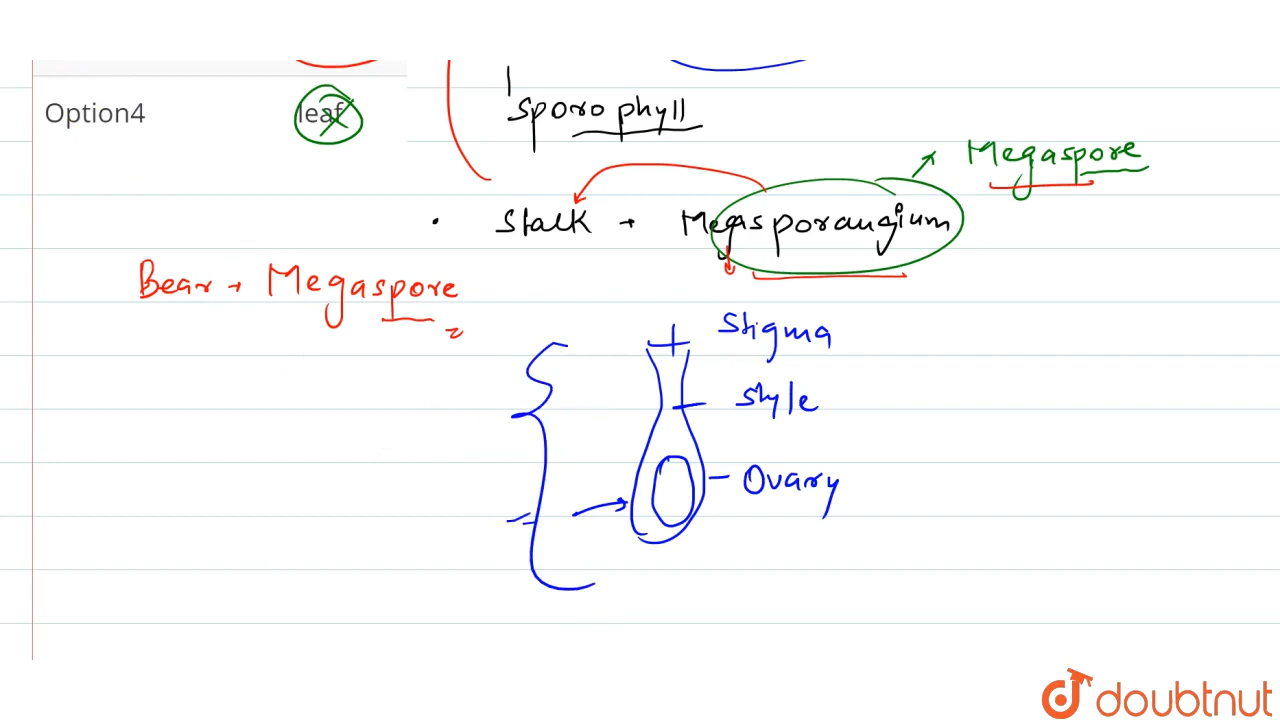 Option4 leaf
Sporophyll
Megaspore
Stalk → Megasporangium
Bear → Megaspore
Stigma
Style
Ovary
doubtnut